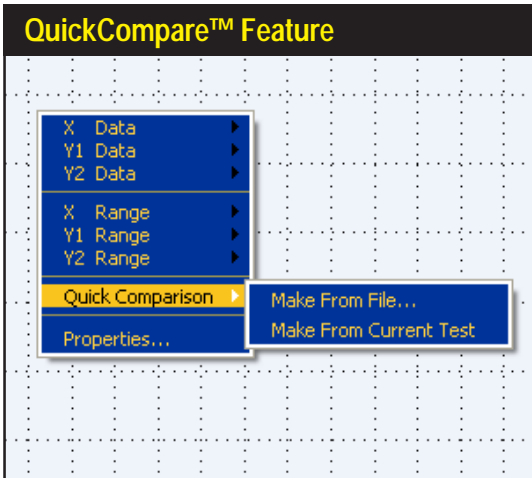 QuickCompare™ Feature
X Data
Y1 Data
Y2 Data
X Range
Y1 Range
Y2 Range
Quick Comparison
Make From File...
Make From Current Test
Properties...